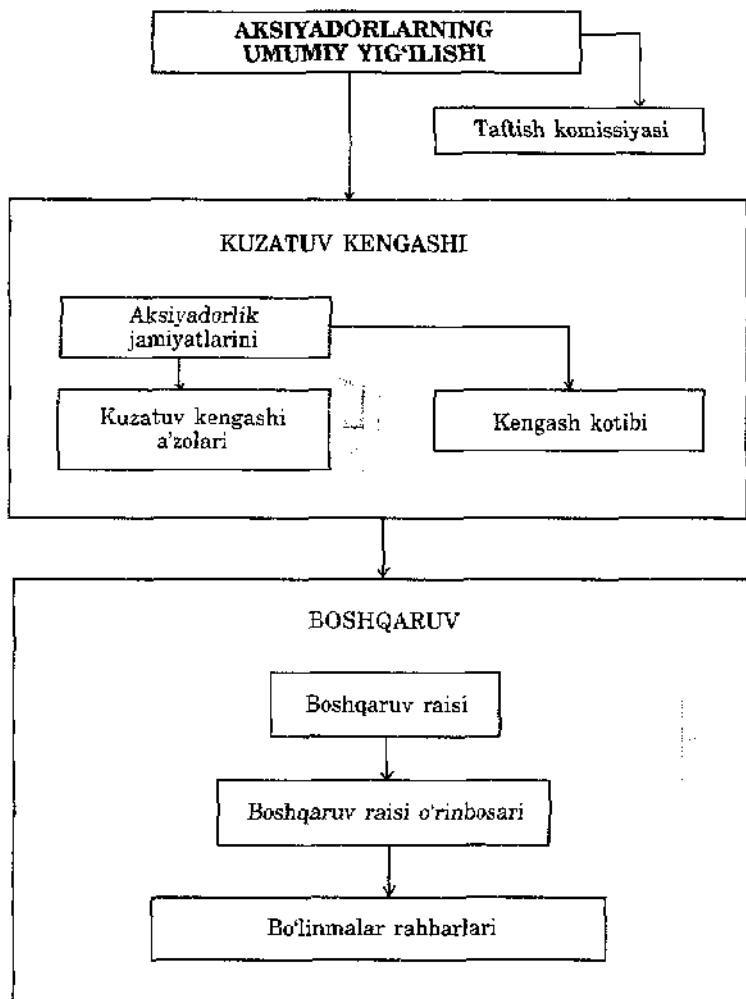 AKSIYADORLARNING
UMUMIY YIG‘ILISHI
Taftish komissiyasi
KUZATUV KENGASHI
Aksiyadorlik
jamiyatlarini
Kuzatuv kengashi
a’zolari
Kengash kotibi
BOSHQARUV
Boshqaruv raisi
Boshqaruv raisi o‘rinbosari
Bo‘linmalar rahbarlari